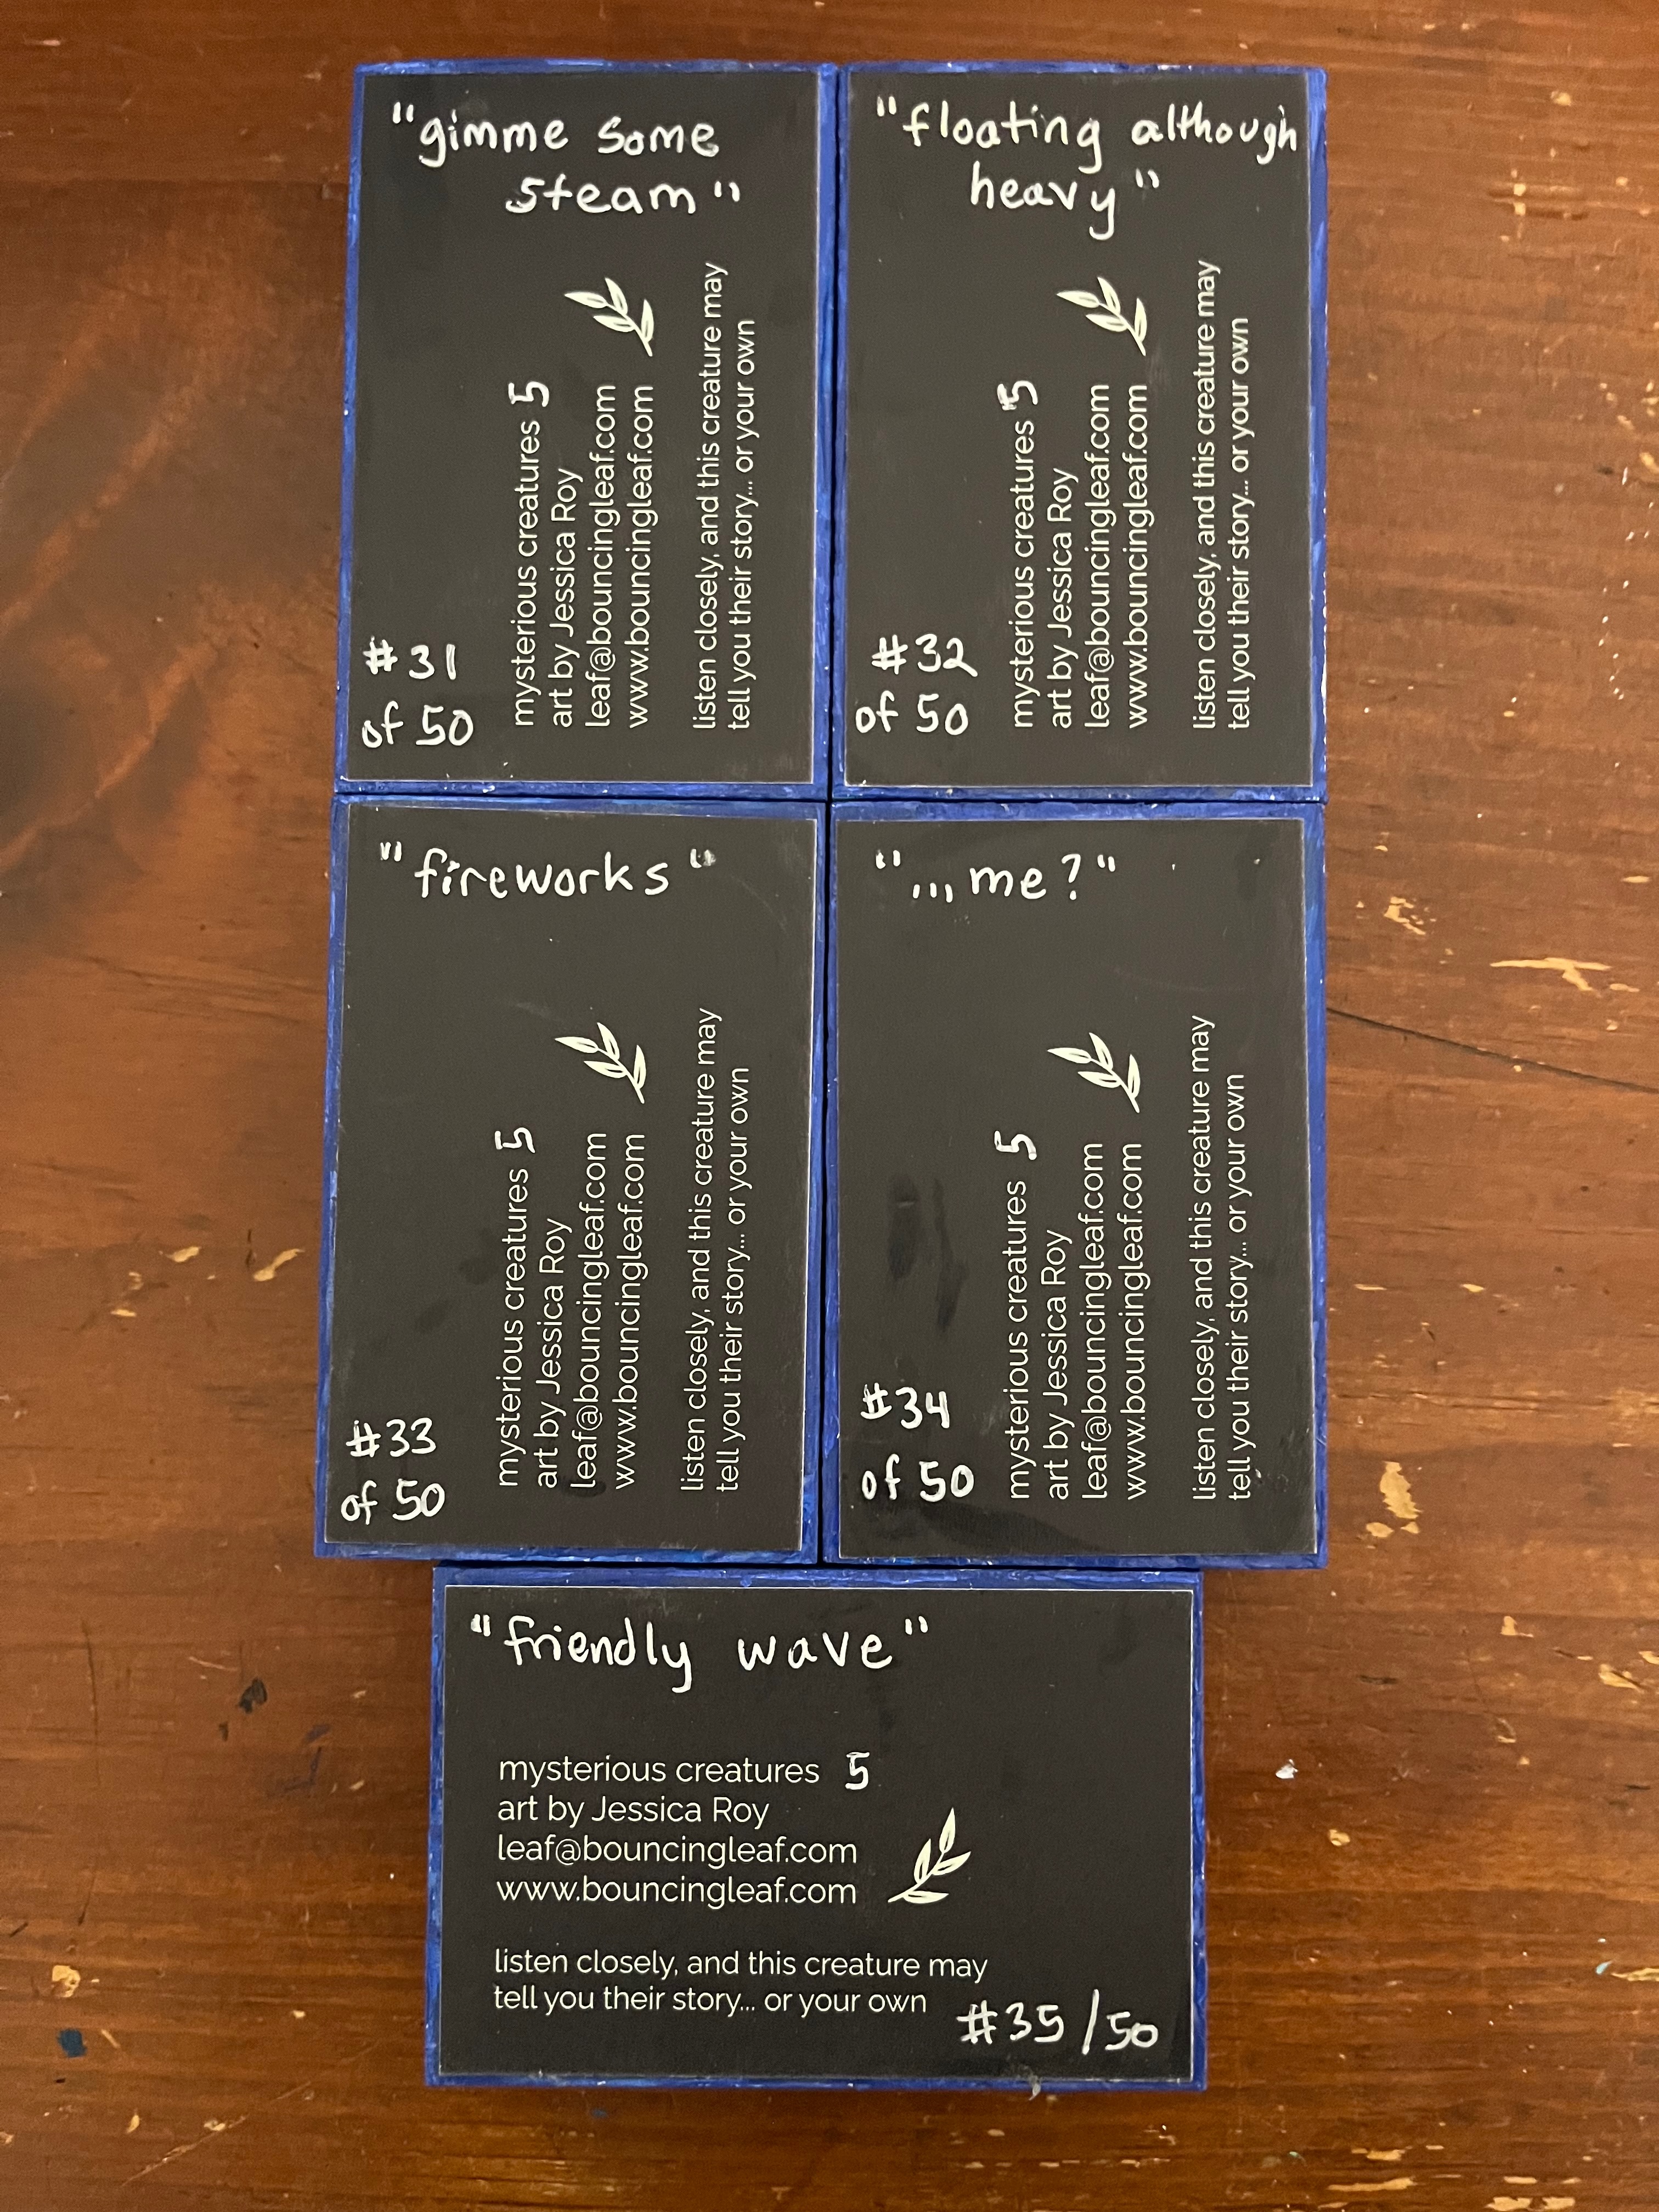 "gimme some
steam"
#31
of 50
mysterious creatures 5
art by Jessica Roy
leaf@bouncingleaf.com
www.bouncingleaf.com
listen closely, and this creature may
tell you their story... or your own
"floating although
heavy"
#32
of 50
mysterious creatures 5
art by Jessica Roy
leaf@bouncingleaf.com
www.bouncingleaf.com
listen closely, and this creature may
tell you their story... or your own
"fireworks"
#33
of 50
mysterious creatures 5
art by Jessica Roy
leaf@bouncingleaf.com
www.bouncingleaf.com
listen closely, and this creature may
tell you their story... or your own
"... me?"
#34
of 50
mysterious creatures 5
art by Jessica Roy
leaf@bouncingleaf.com
www.bouncingleaf.com
listen closely, and this creature may
tell you their story... or your own
"friendly wave"
mysterious creatures 5
art by Jessica Roy
leaf@bouncingleaf.com
www.bouncingleaf.com
listen closely, and this creature may
tell you their story... or your own
#35/50